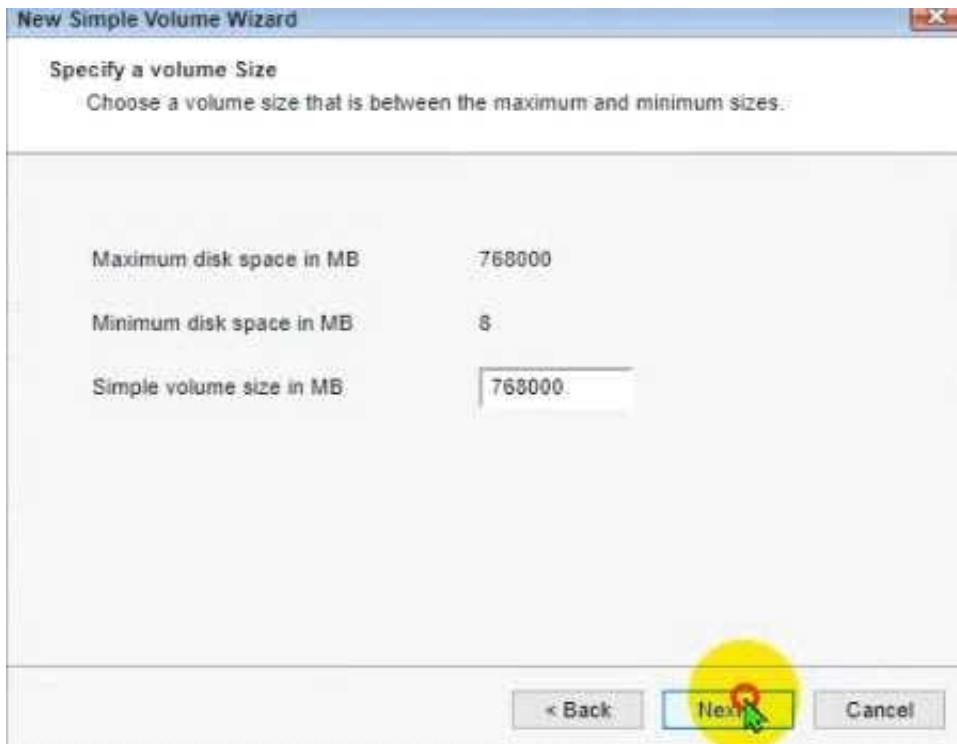 New Simple Volume Wizard
Specify a volume Size
Choose a volume size that is between the maximum and minimum sizes.
Maximum disk space in MB 768000
Minimum disk space in MB 8
Simple volume size in MB 768000
< Back Next Cancel